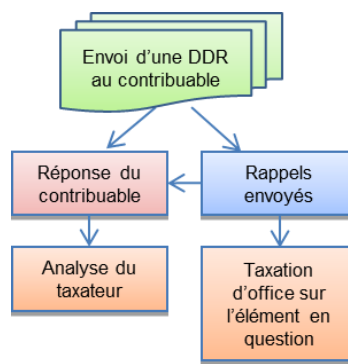 Envoi d’une DDR
au contribuable
Réponse du
contribuable
Rappels
envoyés
Analyse du
taxateur
Taxation
d’office sur
l’élément en
question